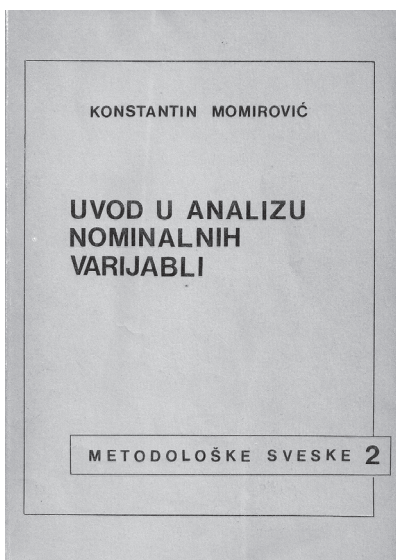 KONSTANTIN MOMIROVIĆ
UVOD U ANALIZU
NOMINALNIH
VARIJABLI
METODOLOŠKE SVESKE 2